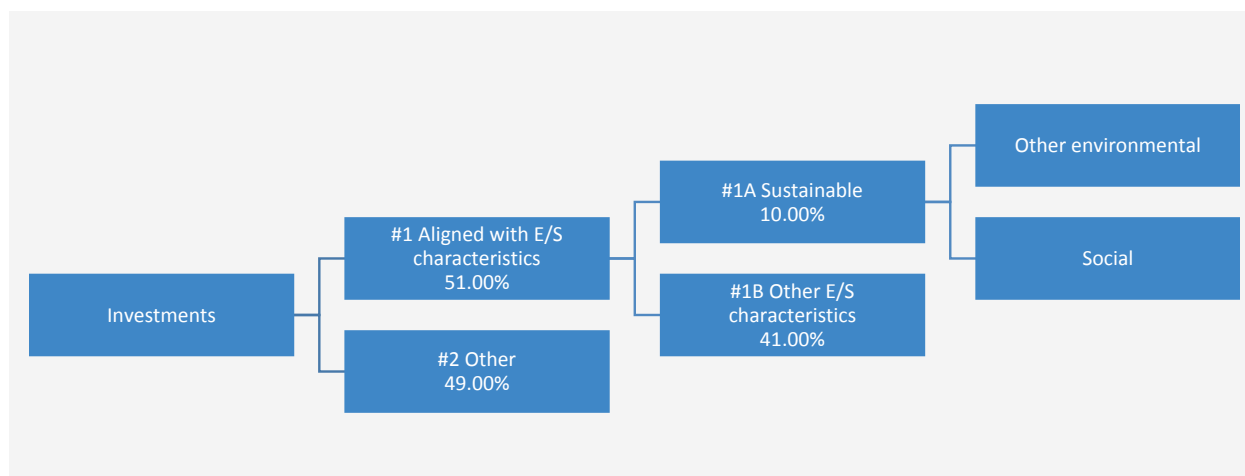 Investments
#1 Aligned with E/S
characteristics
51.00%
#2 Other
49.00%
#1A Sustainable
10.00%
#1B Other E/S
characteristics
41.00%
Other environmental
Social